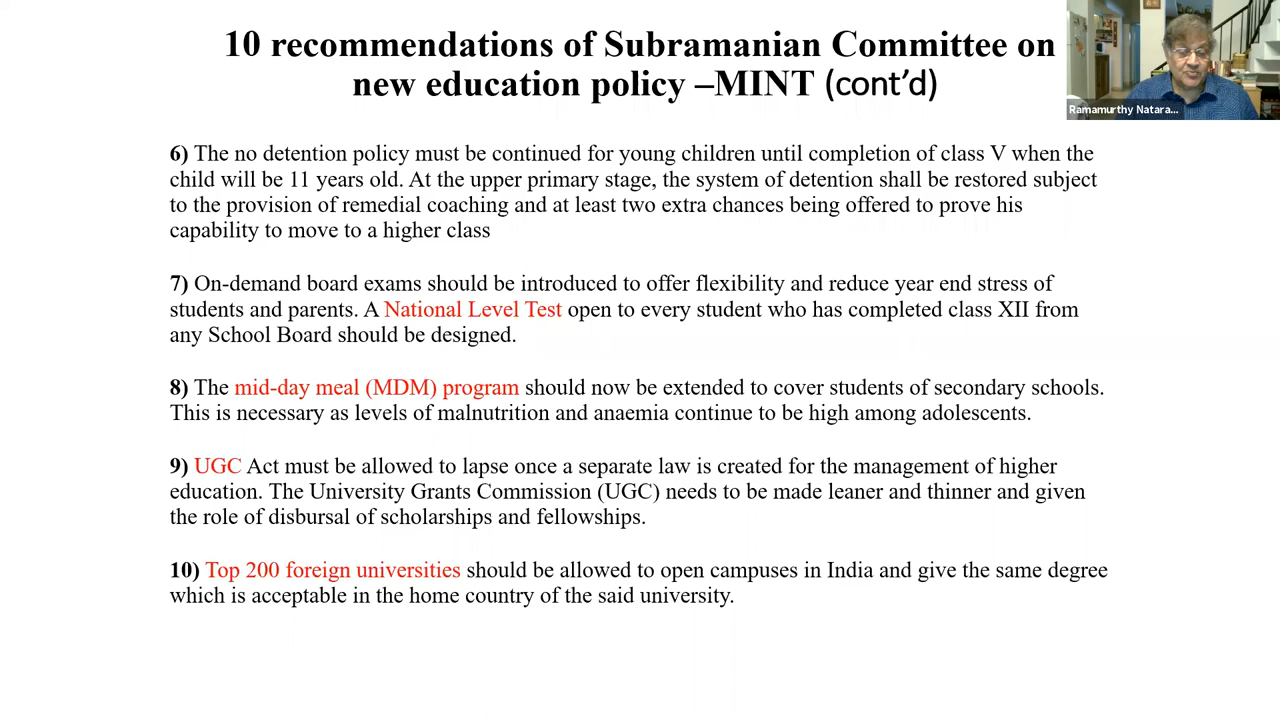 10 recommendations of Subramanian Committee on
new education policy –MINT (cont'd)
Ramamurthy Natara...
6) The no detention policy must be continued for young children until completion of class V when the
child will be 11 years old. At the upper primary stage, the system of detention shall be restored subject
to the provision of remedial coaching and at least two extra chances being offered to prove his
capability to move to a higher class
7) On-demand board exams should be introduced to offer flexibility and reduce year end stress of
students and parents. A National Level Test open to every student who has completed class XII from
any School Board should be designed.
8) The mid-day meal (MDM) program should now be extended to cover students of secondary schools.
This is necessary as levels of malnutrition and anaemia continue to be high among adolescents.
9) UGC Act must be allowed to lapse once a separate law is created for the management of higher
education. The University Grants Commission (UGC) needs to be made leaner and thinner and given
the role of disbursal of scholarships and fellowships.
10) Top 200 foreign universities should be allowed to open campuses in India and give the same degree
which is acceptable in the home country of the said university.